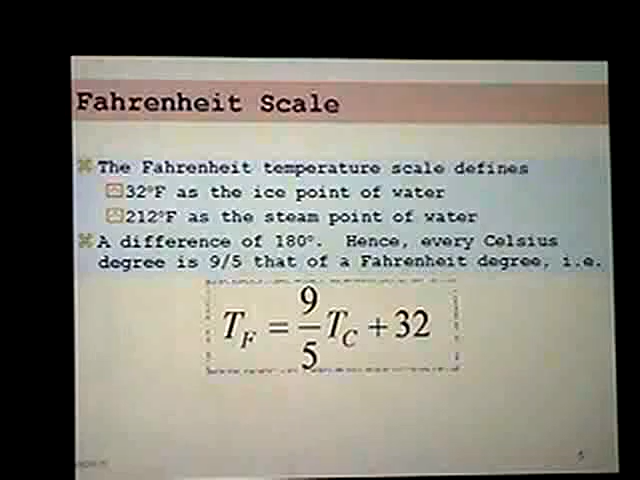 Fahrenheit Scale
The Fahrenheit temperature scale defines
32°F as the ice point of water
212°F as the steam point of water
A difference of 180°. Hence, every Celsius
degree is 9/5 that of a Fahrenheit degree, i.e.
T_F = 9/5 T_C + 32
5